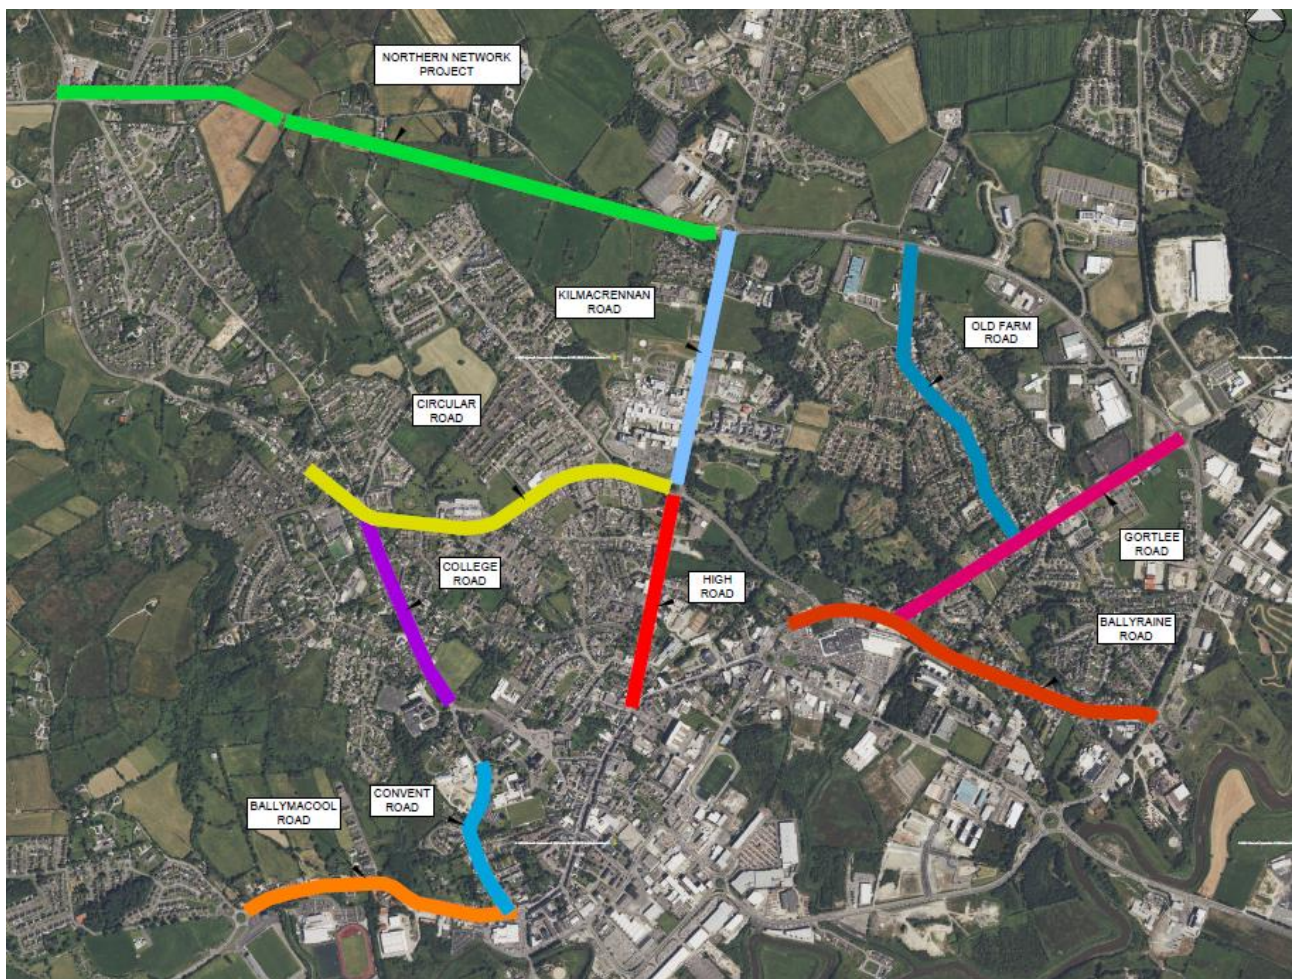 NORTHERN NETWORK
PROJECT
KILMACRENNAN
ROAD
OLD FARM
ROAD
CIRCULAR
ROAD
GORTLEE
ROAD
COLLEGE
ROAD
HIGH
ROAD
BALLYRAINE
ROAD
CONVENT
ROAD
BALLYMACOOL
ROAD